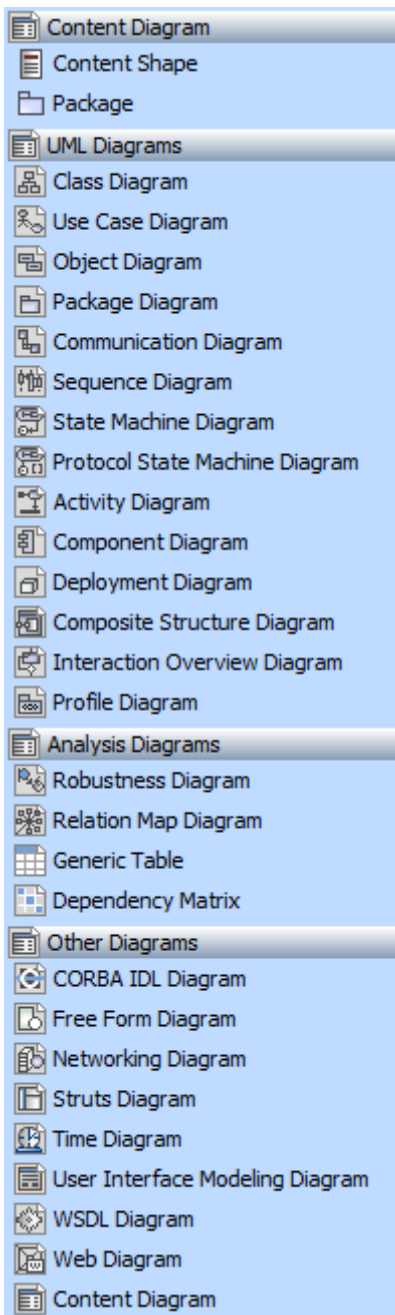 Content Diagram
Content Shape
Package
UML Diagrams
Class Diagram
Use Case Diagram
Object Diagram
Package Diagram
Communication Diagram
Sequence Diagram
State Machine Diagram
Protocol State Machine Diagram
Activity Diagram
Component Diagram
Deployment Diagram
Composite Structure Diagram
Interaction Overview Diagram
Profile Diagram
Analysis Diagrams
Robustness Diagram
Relation Map Diagram
Generic Table
Dependency Matrix
Other Diagrams
CORBA IDL Diagram
Free Form Diagram
Networking Diagram
Struts Diagram
Time Diagram
User Interface Modeling Diagram
WSDL Diagram
Web Diagram
Content Diagram